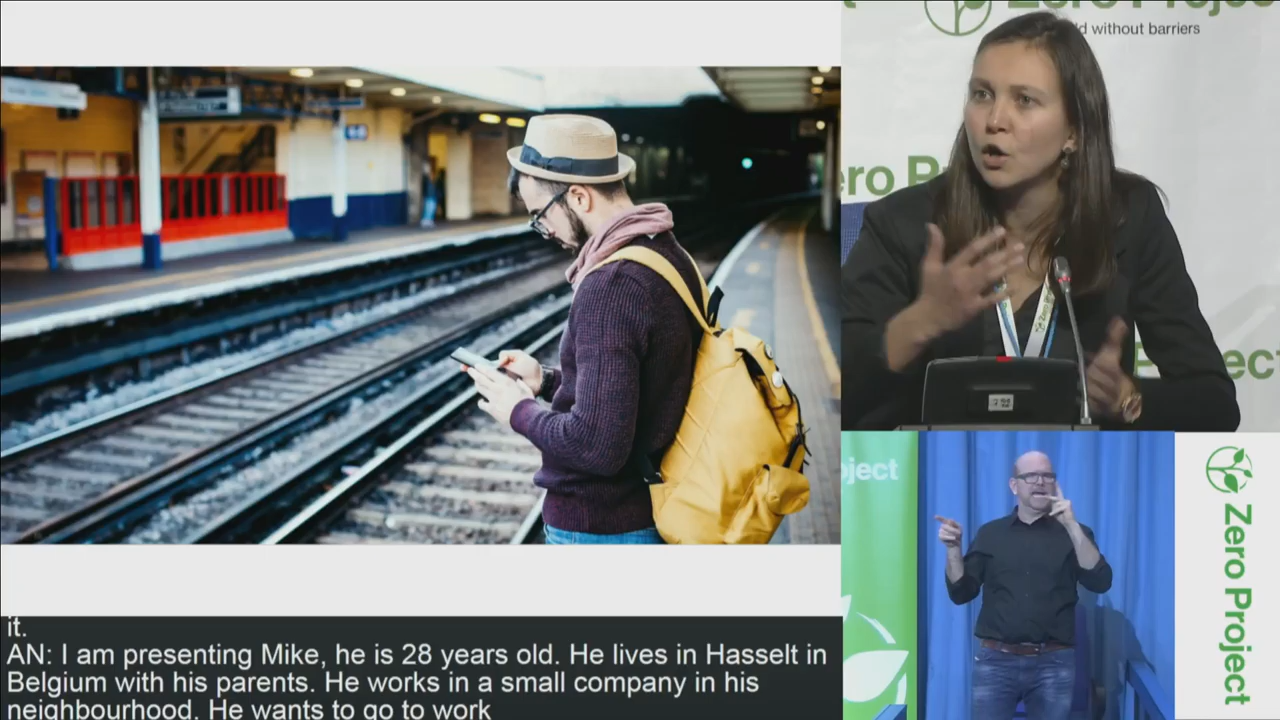 Zero Project
d without barriers
ero Pro
Project
oject
Zero Project
it.
AN: I am presenting Mike, he is 28 years old. He lives in Hasselt in
Belgium with his parents. He works in a small company in his
neighbourhood. He wants to go to work